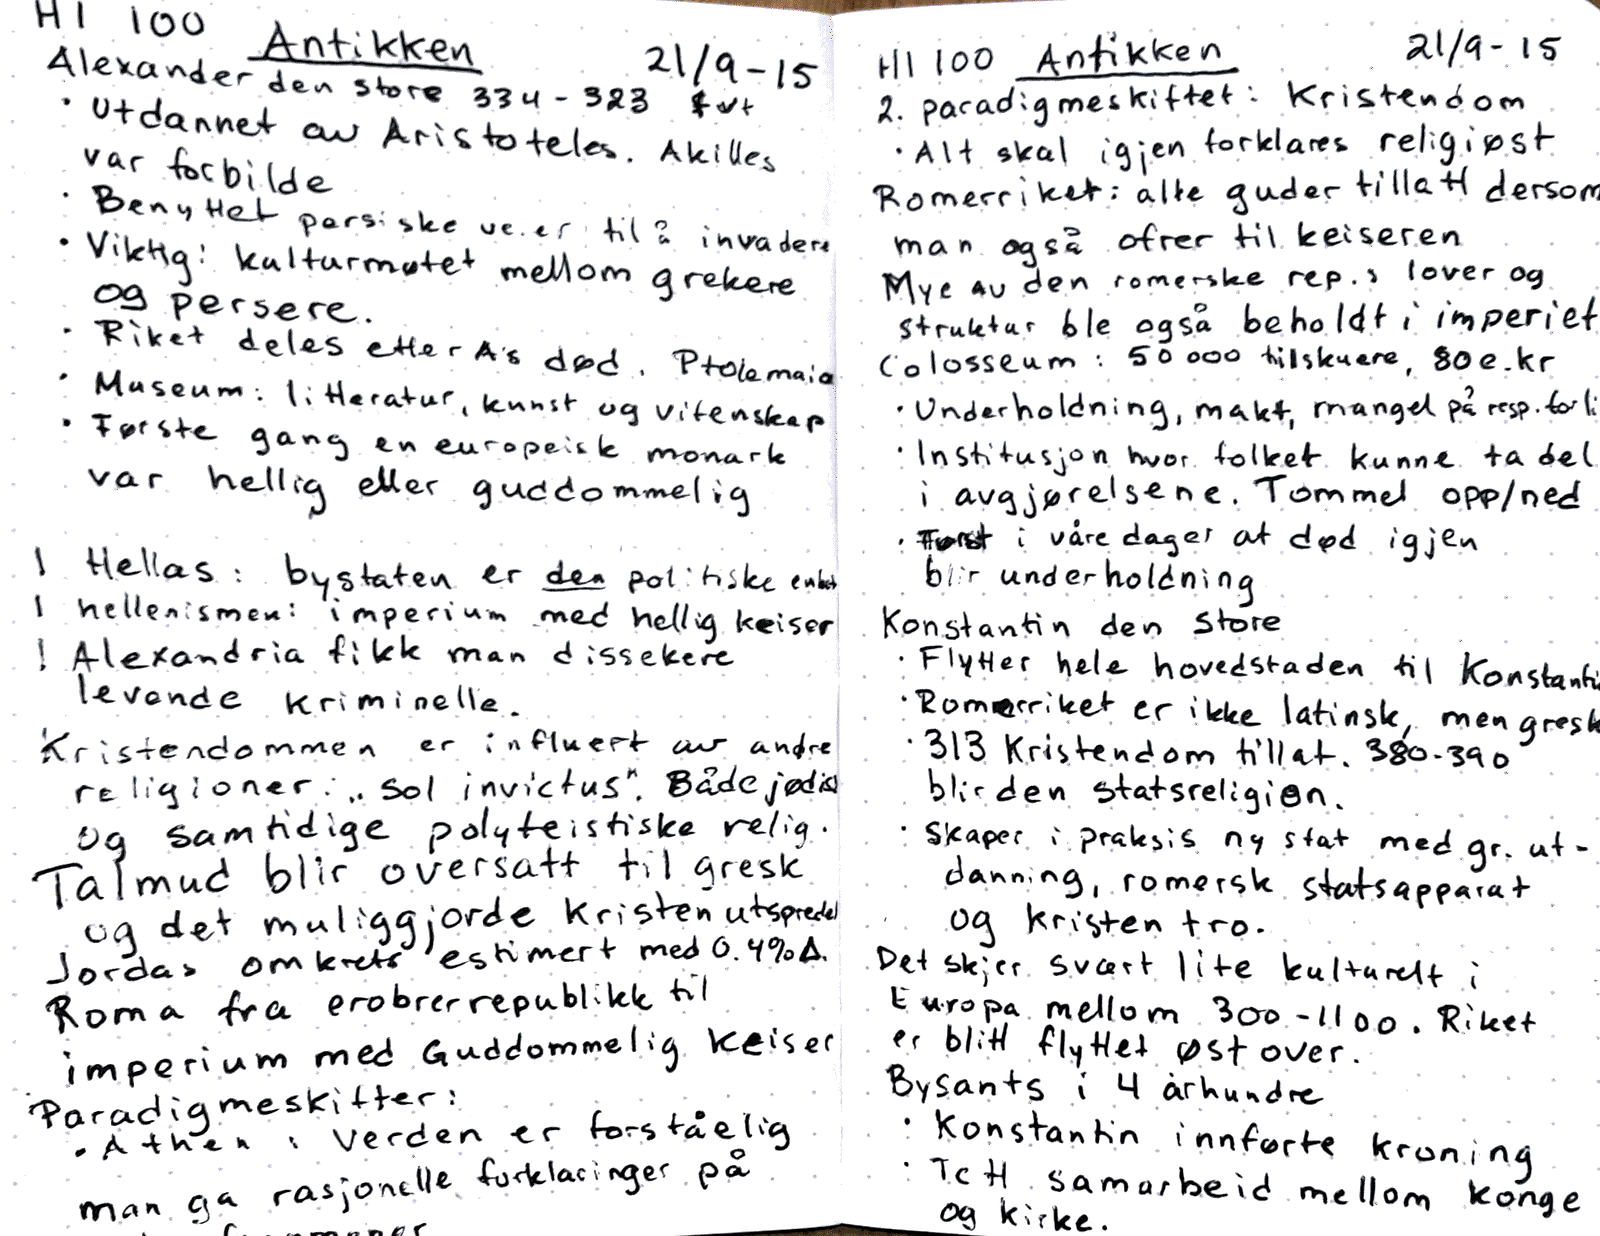 HI 100
Antikken
21/9-15
Alexander den store 334-323 fvt
· Utdannet av Aristoteles. Akilles
var forbilde
· Benyttet persiske veier til å invadere
· Viktig: kulturmøtet mellom grekere
og persere.
· Riket deles etter A's død. Ptolemaio
· Museum: litteratur, kunst og vitenskap
· Første gang en europeisk monark
var hellig eller guddommelig
I Hellas: bystaten er den politiske enhet
I hellenismen: imperium med hellig keiser
I Alexandria fikk man dissekere
levende kriminelle.
Kristendommen er influert av andre
religioner: „Sol invictus". Både jødisk
og samtidige polyteistiske relig.
Talmud blir oversatt til gresk
og det muliggjorde kristen utspredel
Jordas omkrets estimert med 0.4% Δ.
Roma fra erobrerrepublikk til
imperium med Guddommelig keiser
Paradigmeskifter:
· Athen: Verden er forståelig
man ga rasjonelle forklaringer på
HI 100 Antikken 21/9-15
2. paradigmeskiftet: Kristendom
· Alt skal igjen forklares religiøst
Romerriket: alle guder tillatt dersom
man også ofrer til keiseren
Mye av den romerske rep.s lover og
struktur ble også beholdt i imperiet
Colosseum: 50 000 tilskuere, 80 e.kr
· Underholdning, makt, mangel på resp. for li
· Institusjon hvor folket kunne ta del
i avgjørelsene. Tommel opp/ned
· Først i våre dager at død igjen
blir underholdning
Konstantin den Store
· Flytter hele hovedstaden til Konstanti
· Romerriket er ikke latinsk, men gresk
· 313 Kristendom tillat. 380-390
blir den statsreligion.
· Skaper i praksis ny stat med gr. ut-
danning, romersk statsapparat
og kristen tro.
Det skjer svært lite kulturelt i
Europa mellom 300-1100. Riket
er blitt flyttet øst over.
Bysants i 4 århundre
· Konstantin innførte kroning
· Tett samarbeid mellom konge
og kirke.